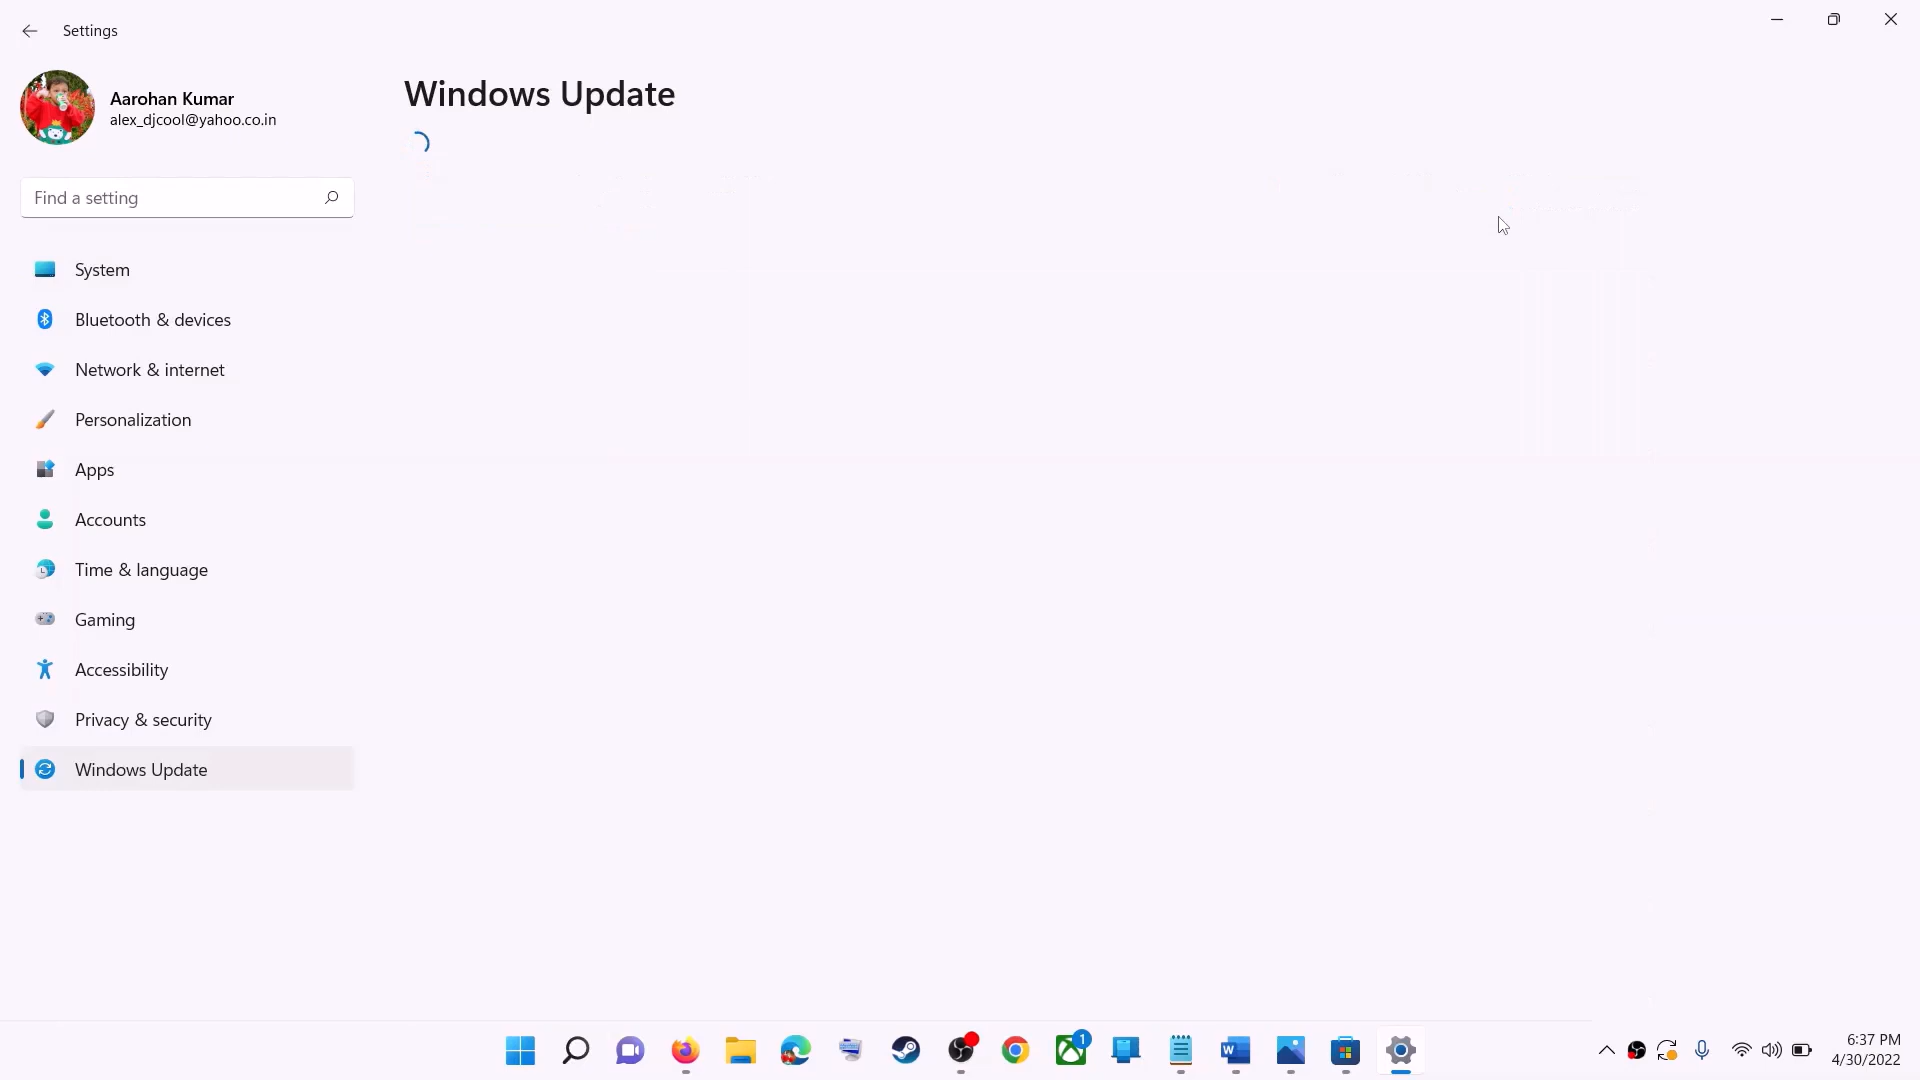 Settings
Aarohan Kumar
alex_djcool@yahoo.co.in
Find a setting
System
Bluetooth & devices
Network & internet
Personalization
Apps
Accounts
Time & language
Gaming
Accessibility
Privacy & security
Windows Update
Windows Update
1
6:37 PM
4/30/2022